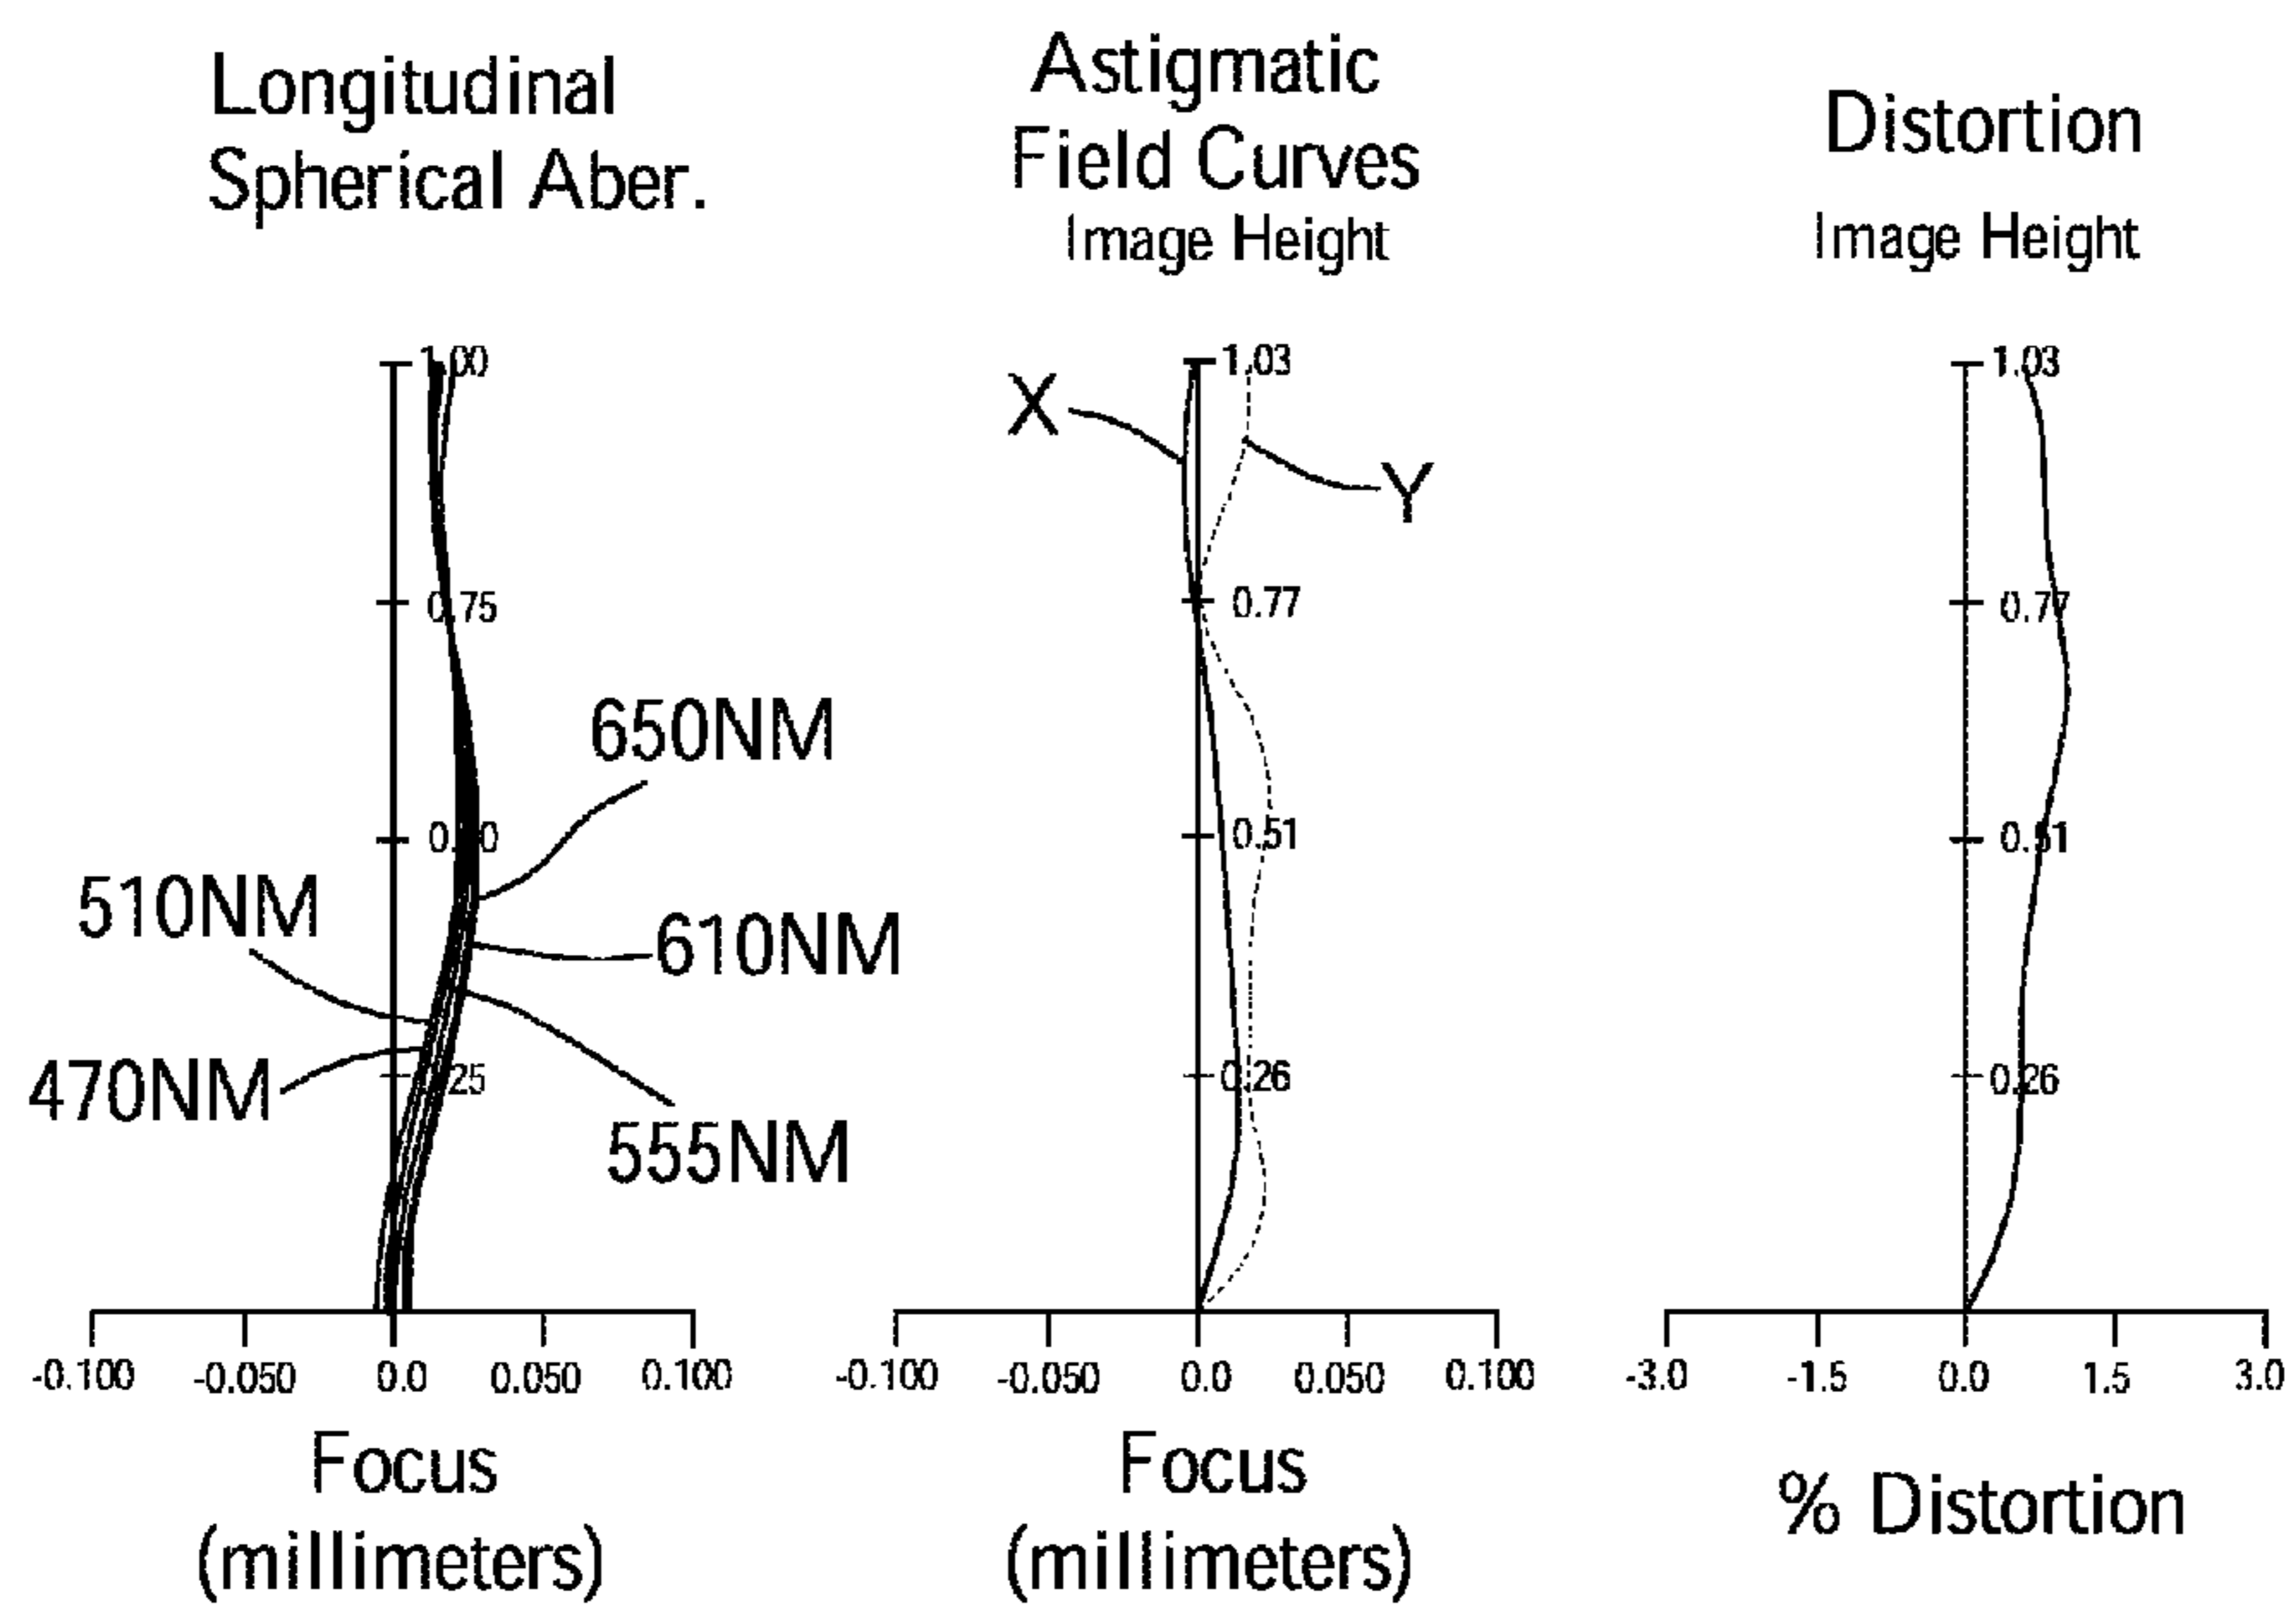 Longitudinal
Spherical Aber.
Astigmatic
Field Curves
Image Height
Distortion
Image Height
1.00
0.75
25
650NM
510NM
610NM
470NM
555NM
-0.100
-0.050
0.0
0.050
0.100
Focus
(millimeters)
X
Y
1.03
0.77
0.51
0.26
-0.100
-0.050
0.0
0.050
0.100
Focus
(millimeters)
1.03
0.77
0.51
0.26
-3.0
-1.5
0.0
1.5
3.0
% Distortion